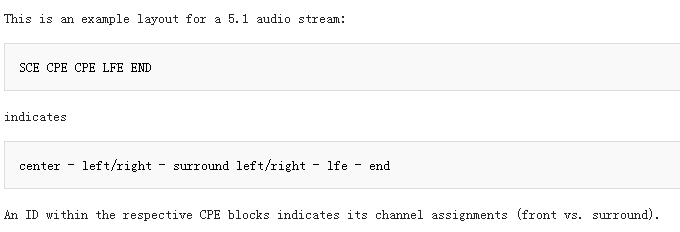 This is an example layout for a 5.1 audio stream:
SCE CPE CPE LFE END
indicates
center - left/right - surround left/right - lfe - end
An ID within the respective CPE blocks indicates its channel assignments (front vs. surround).